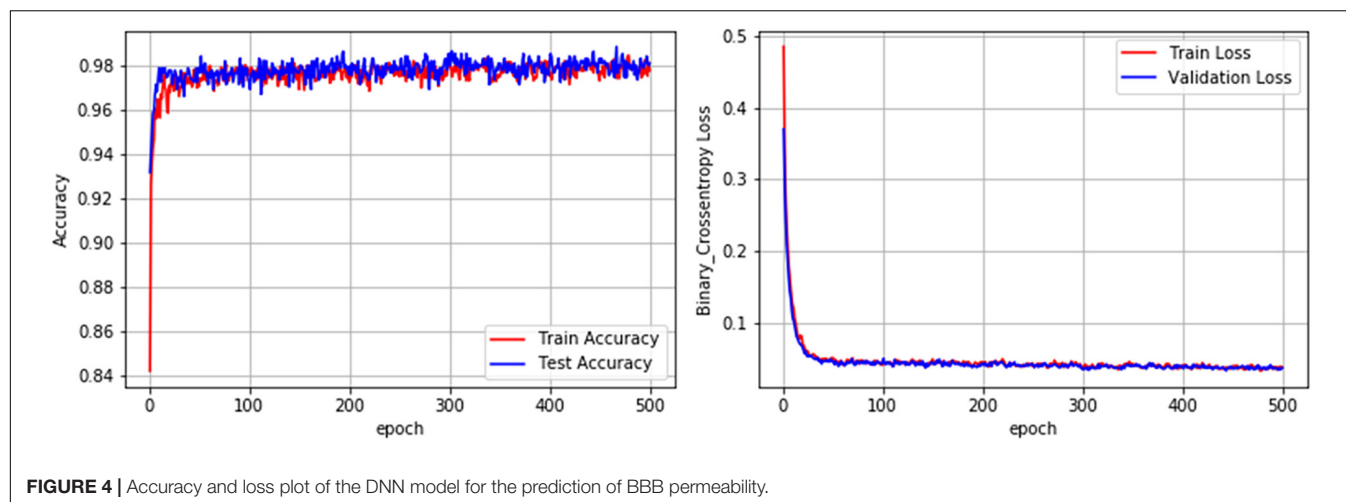 0.98
0.96
0.94
0.92
0.90
0.88
0.86
0.84
Accuracy
Train Accuracy
Test Accuracy
0 100 200 300 400 500
epoch
0.5
0.4
0.3
0.2
0.1
Binary_Crossentropy Loss
Train Loss
Validation Loss
0 100 200 300 400 500
epoch
FIGURE 4 | Accuracy and loss plot of the DNN model for the prediction of BBB permeability.